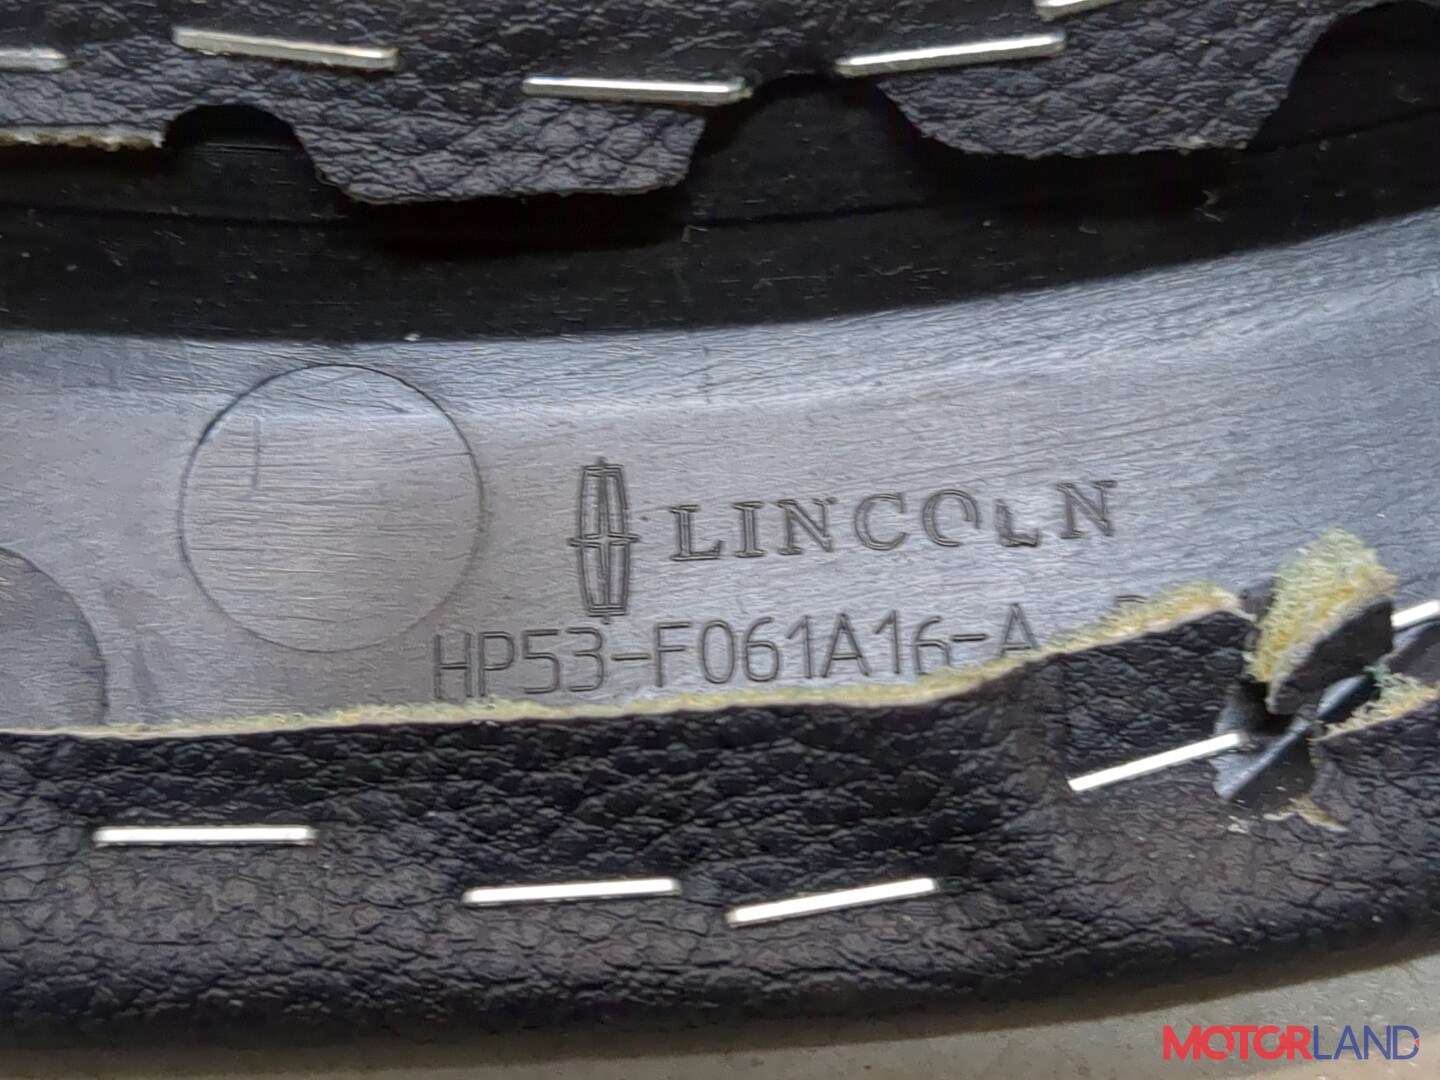 LINCOLN
HP53-F061A16-A
MOTORLAND